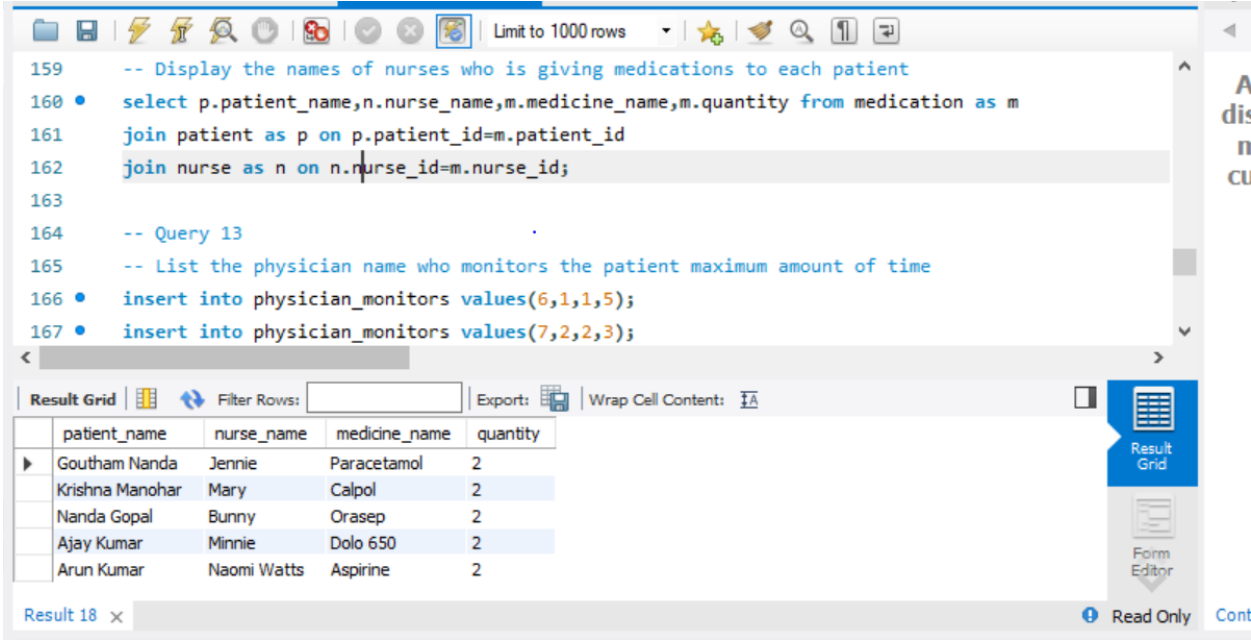 Limit to 1000 rows
159 -- Display the names of nurses who is giving medications to each patient
160 select p.patient_name,n.nurse_name,m.medicine_name,m.quantity from medication as m
161 join patient as p on p.patient_id=m.patient_id
162 join nurse as n on n.nurse_id=m.nurse_id;
163
164 -- Query 13
165 -- List the physician name who monitors the patient maximum amount of time
166 insert into physician_monitors values(6,1,1,5);
167 insert into physician_monitors values(7,2,2,3);
Result Grid Filter Rows: Export: Wrap Cell Content:
patient_name nurse_name medicine_name quantity
Goutham Nanda Jennie Paracetamol 2
Krishna Manohar Mary Calpol 2
Nanda Gopal Bunny Orasep 2
Ajay Kumar Minnie Dolo 650 2
Arun Kumar Naomi Watts Aspirine 2
Result
Grid
Form
Editor
Result 18
Read Only